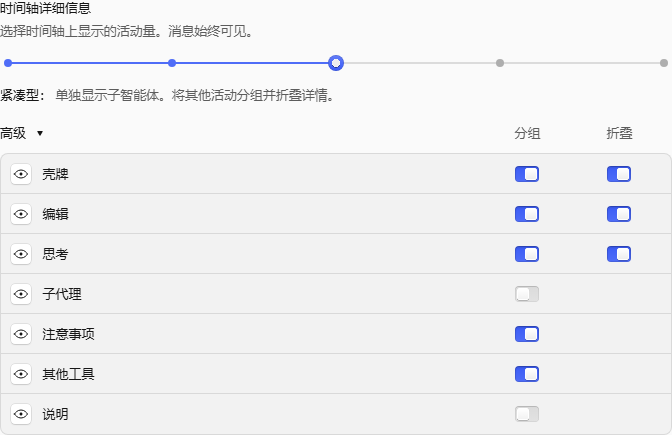 时间轴详细信息
选择时间轴上显示的活动量。消息始终可见。
紧凑型： 单独显示子智能体。将其他活动分组并折叠详情。
高级 分组 折叠
壳牌
编辑
思考
子代理
注意事项
其他工具
说明